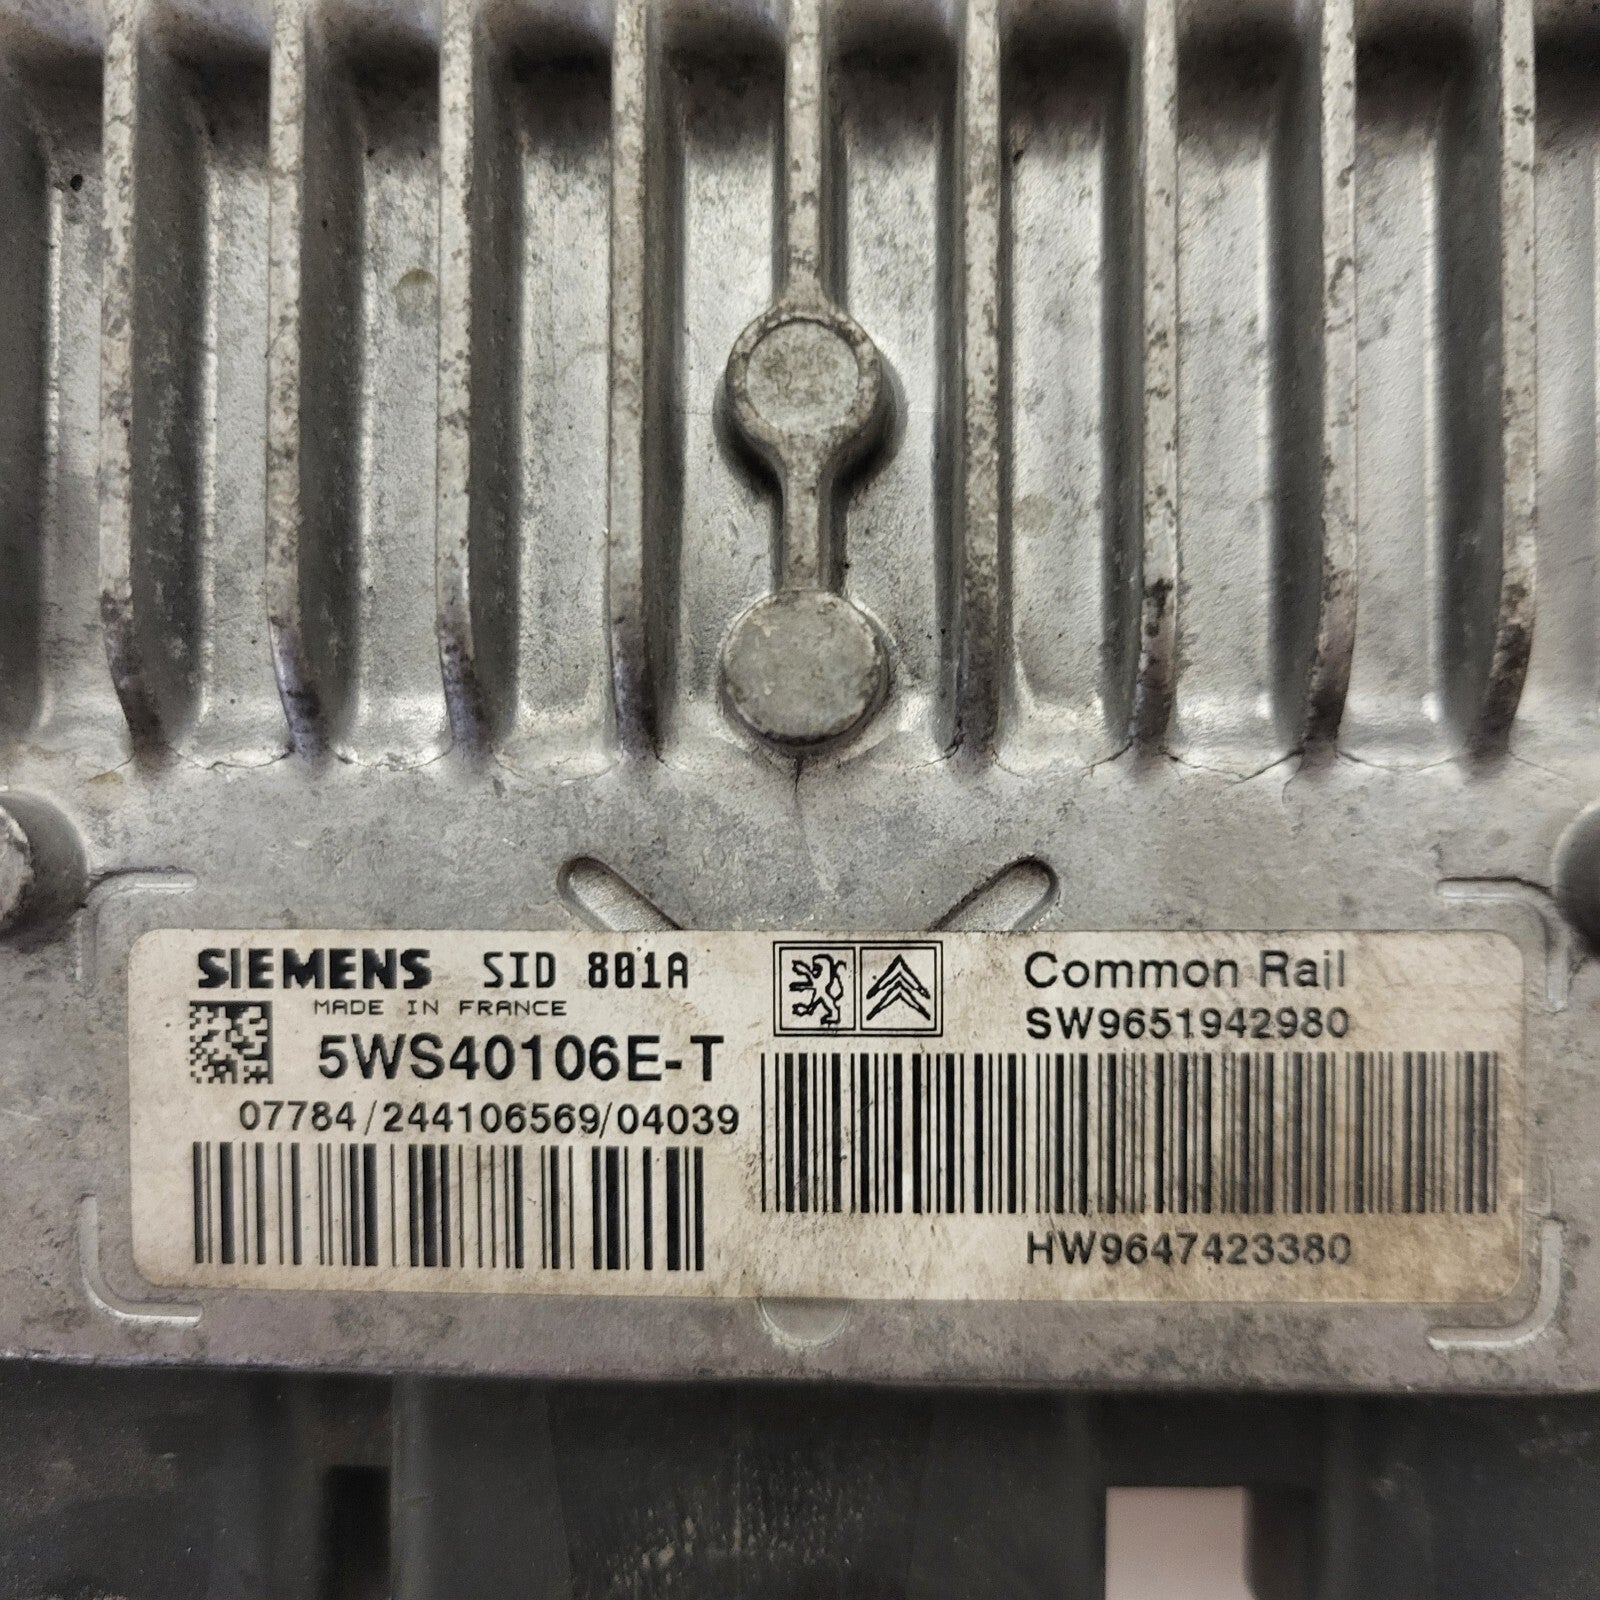 SIEMENS SID 801A
MADE IN FRANCE
5WS40106E-T
07784/244106569/04039
Common Rail
SW9651942980
HW9647423380